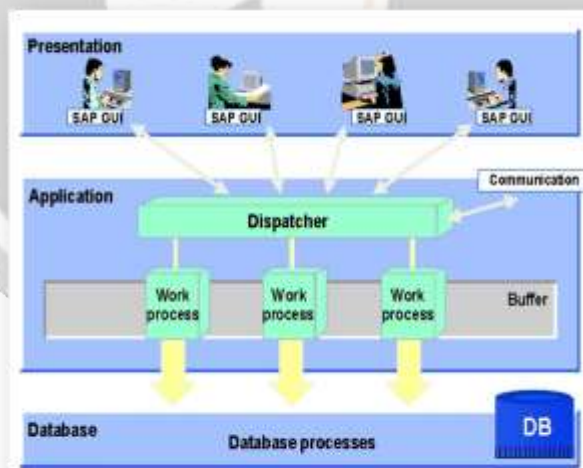 Presentation
SAP GUI
SAP GUI
SAP GUI
SAP GUI
Communication
Application
Dispatcher
Work
process
Work
process
Work
process
Buffer
DB
Database
Database processes